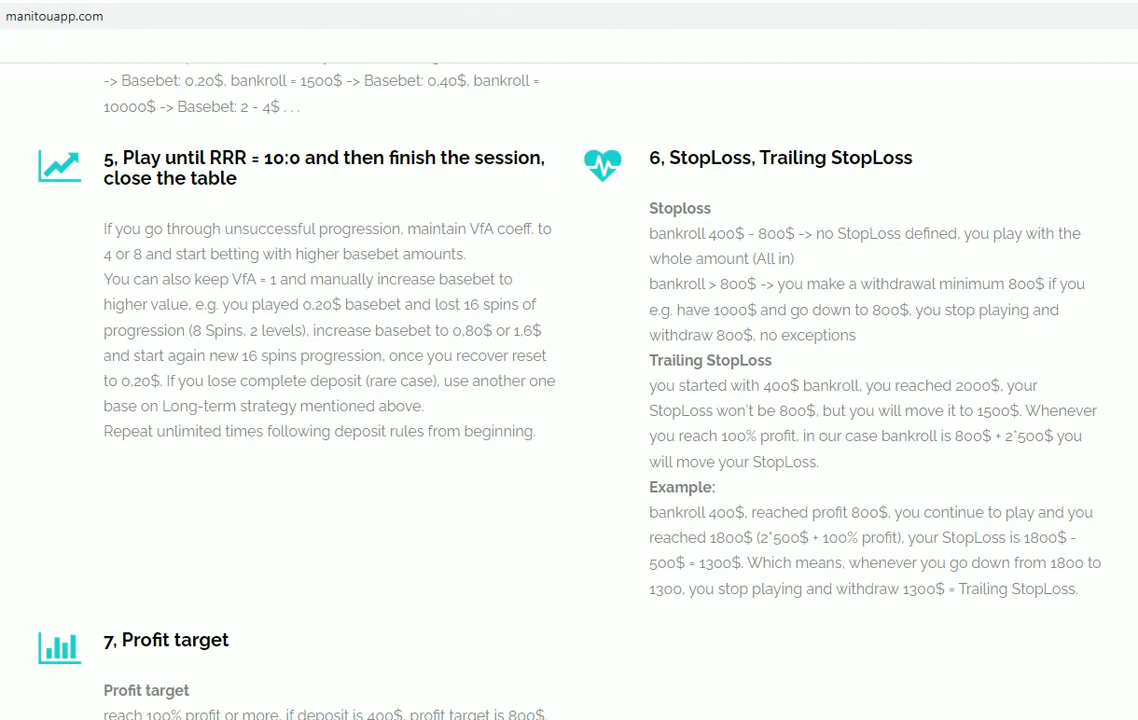 manitouapp.com
-> Basebet: 0,20$, bankroll = 1500$ -> Basebet: 0,40$, bankroll =
10000$ -> Basebet: 2 - 4$ . . .
5, Play until RRR = 10:0 and then finish the session,
close the table
If you go through unsuccessful progression, maintain VfA coeff. to
4 or 8 and start betting with higher basebet amounts.
You can also keep VfA = 1 and manually increase basebet to
higher value, e.g. you played 0,20$ basebet and lost 16 spins of
progression (8 Spins, 2 levels), increase basebet to 0,80$ or 1,6$
and start again new 16 spins progression, once you recover reset
to 0,20$. If you lose complete deposit (rare case), use another one
base on Long-term strategy mentioned above.
Repeat unlimited times following deposit rules from beginning.
6, StopLoss, Trailing StopLoss
Stoploss
bankroll 400$ - 800$ -> no StopLoss defined, you play with the
whole amount (All in)
bankroll > 800$ -> you make a withdrawal minimum 800$ if you
e.g. have 1000$ and go down to 800$, you stop playing and
withdraw 800$, no exceptions
Trailing StopLoss
you started with 400$ bankroll, you reached 2000$, your
StopLoss won't be 800$, but you will move it to 1500$. Whenever
you reach 100% profit, in our case bankroll is 800$ + 2*500$ you
will move your StopLoss.
Example:
bankroll 400$, reached profit 800$, you continue to play and you
reached 1800$ (2*500$ + 100% profit), your StopLoss is 1800$ -
500$ = 1300$. Which means, whenever you go down from 1800 to
1300, you stop playing and withdraw 1300$ = Trailing StopLoss.
7, Profit target
Profit target
reach 100% profit or more, if deposit is 400$, profit target is 800$,